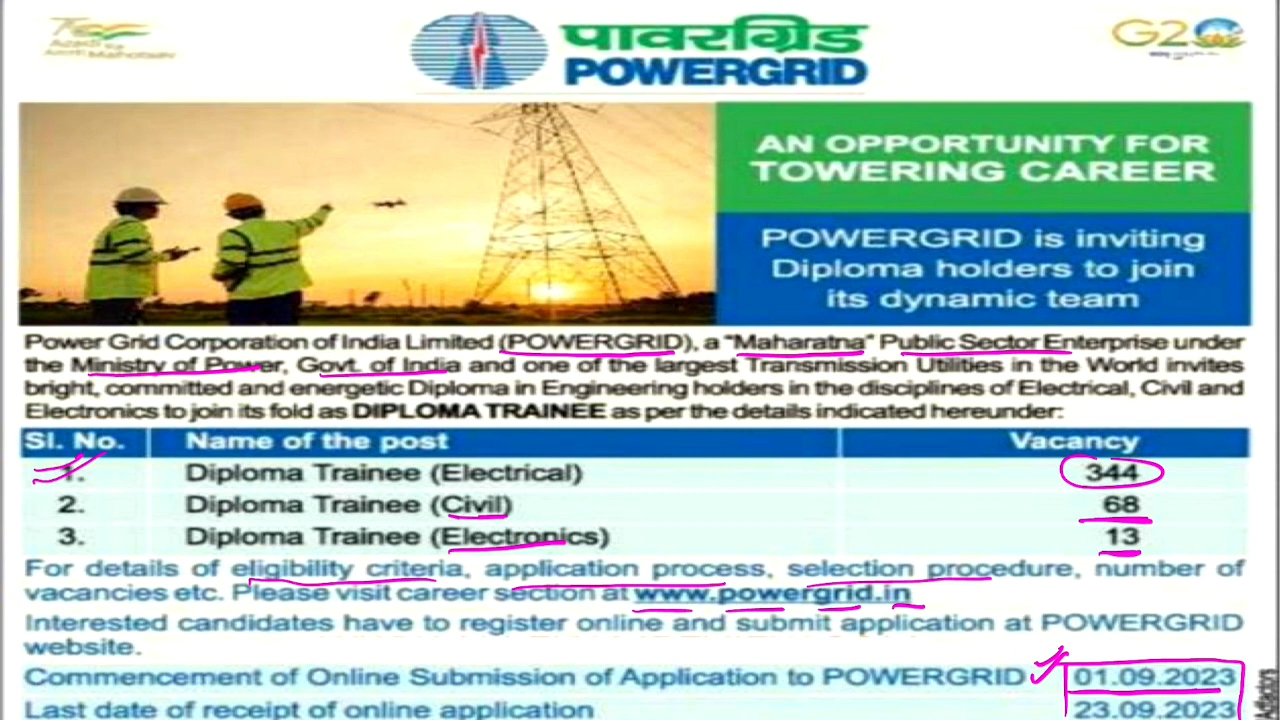 Azadi Ka
Amrit Mahotsav
पावरग्रिड
POWERGRID
G20
AN OPPORTUNITY FOR
TOWERING CAREER
POWERGRID is inviting
Diploma holders to join
its dynamic team
Power Grid Corporation of India Limited (POWERGRID), a “Maharatna” Public Sector Enterprise under
the Ministry of Power, Govt. of India and one of the largest Transmission Utilities in the World invites
bright, committed and energetic Diploma in Engineering holders in the disciplines of Electrical, Civil and
Electronics to join its fold as DIPLOMA TRAINEE as per the details indicated hereunder:
Sl. No. Name of the post Vacancy
1. Diploma Trainee (Electrical) 344
2. Diploma Trainee (Civil) 68
3. Diploma Trainee (Electronics) 13
For details of eligibility criteria, application process, selection procedure, number of
vacancies etc. Please visit career section at www.powergrid.in
Interested candidates have to register online and submit application at POWERGRID
website.
Commencement of Online Submission of Application to POWERGRID 01.09.2023
Last date of receipt of online application 23.09.2023
Adfactors